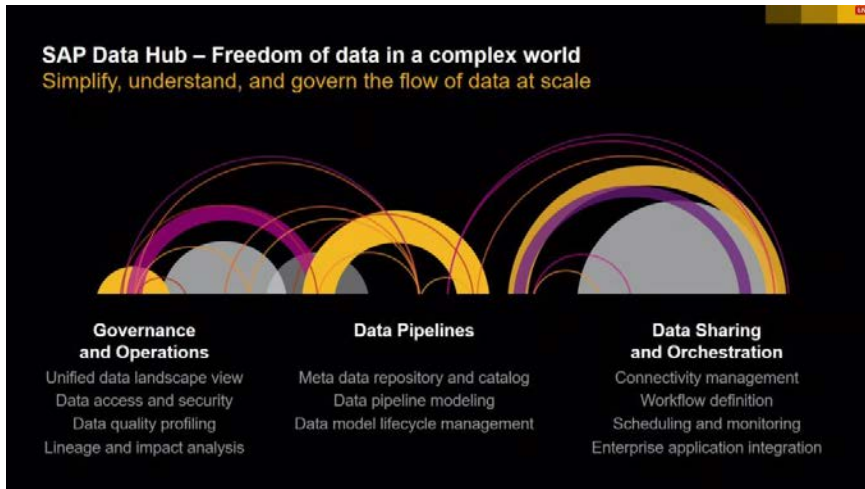 SAP Data Hub – Freedom of data in a complex world
Simplify, understand, and govern the flow of data at scale
Governance
and Operations
Unified data landscape view
Data access and security
Data quality profiling
Lineage and impact analysis
Data Pipelines
Meta data repository and catalog
Data pipeline modeling
Data model lifecycle management
Data Sharing
and Orchestration
Connectivity management
Workflow definition
Scheduling and monitoring
Enterprise application integration